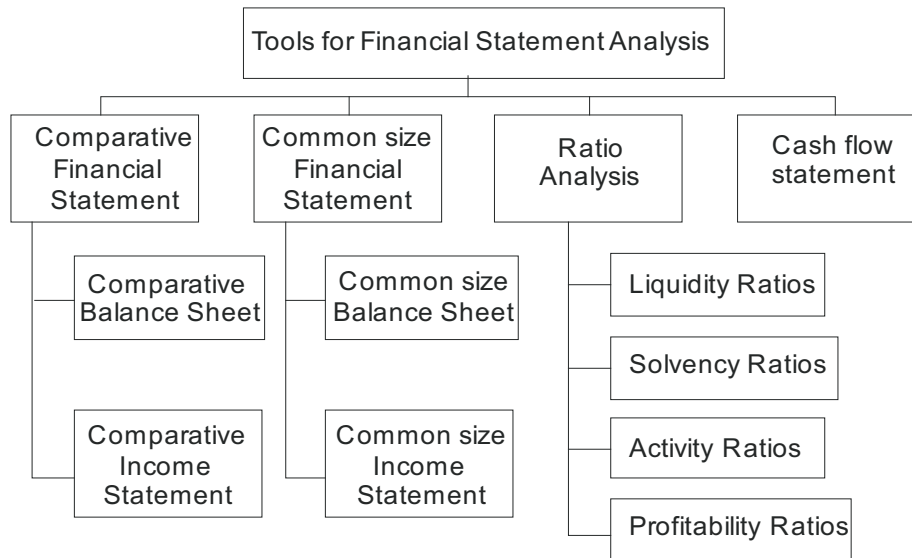 Tools for Financial Statement Analysis
Comparative
Financial
Statement
Common size
Financial
Statement
Ratio
Analysis
Cash flow
statement
Comparative
Balance Sheet
Common size
Balance Sheet
Liquidity Ratios
Solvency Ratios
Comparative
Income
Statement
Common size
Income
Statement
Activity Ratios
Profitability Ratios